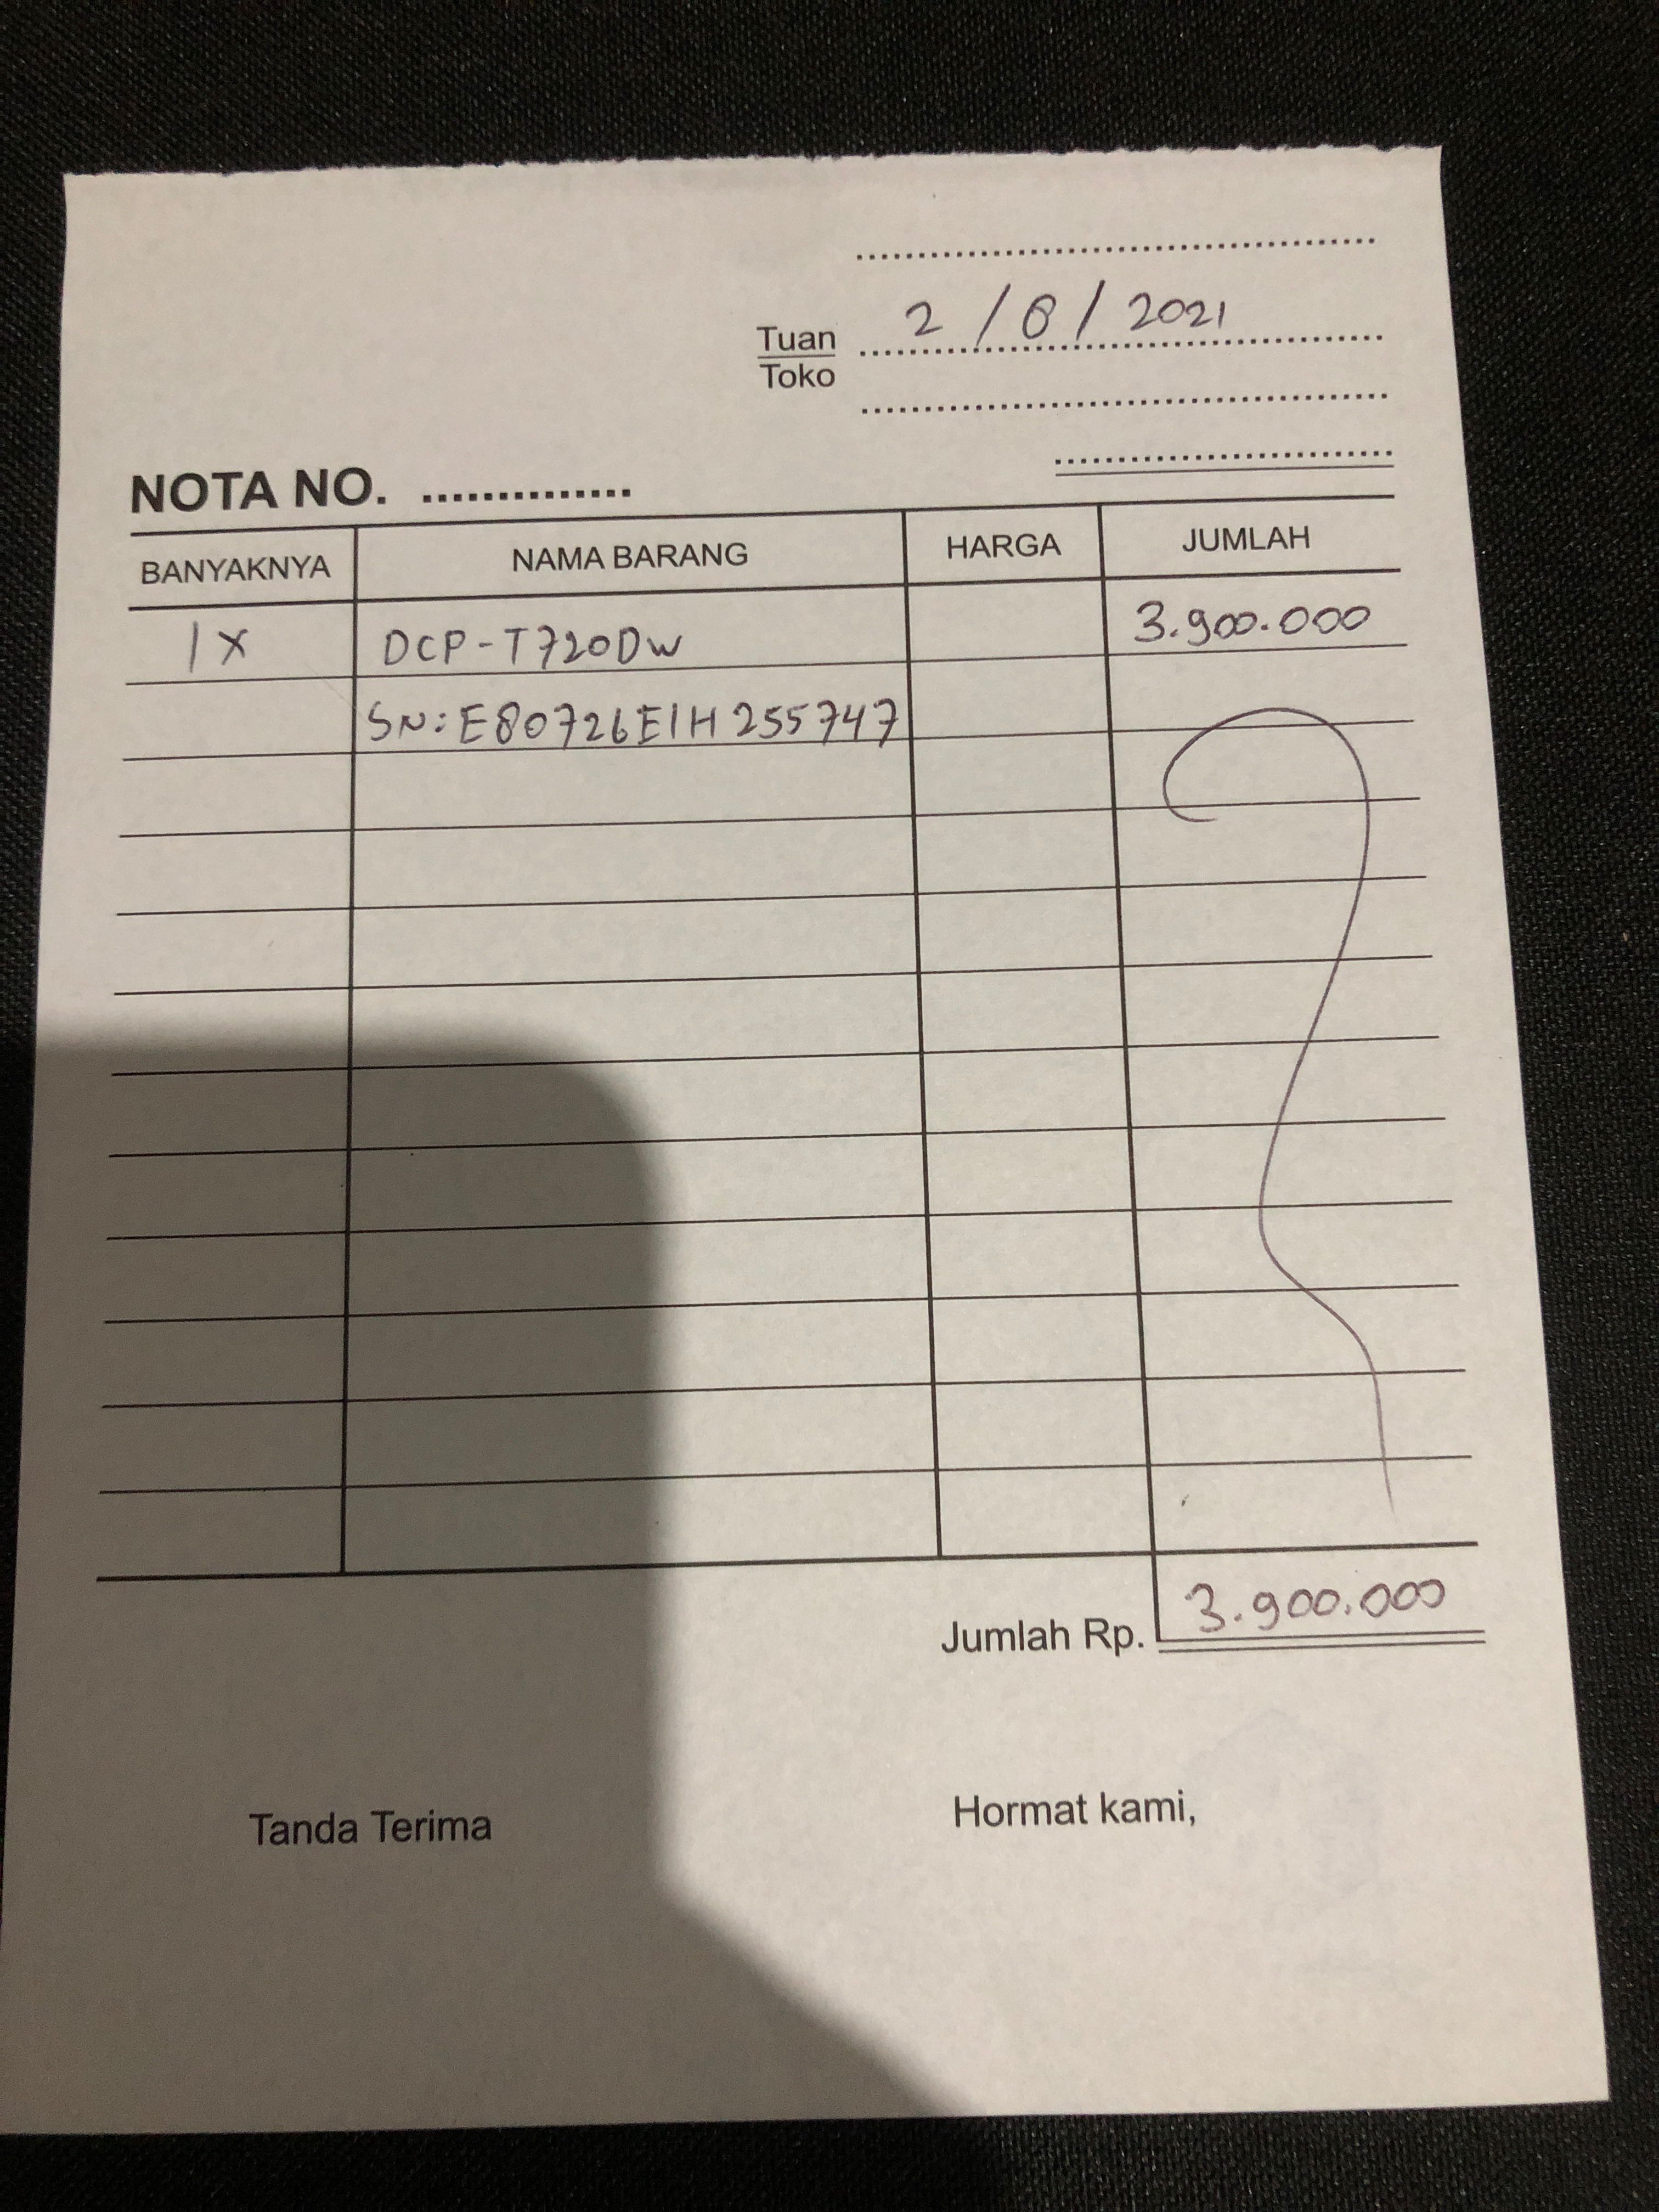 2 / 8 / 2021
Tuan
Toko
NOTA NO. ..............
BANYAKNYA NAMA BARANG HARGA JUMLAH
1 X DCP-T720DW 3.900.000
SN: E80726E1H255747
Jumlah Rp. 3.900.000
Tanda Terima Hormat kami,